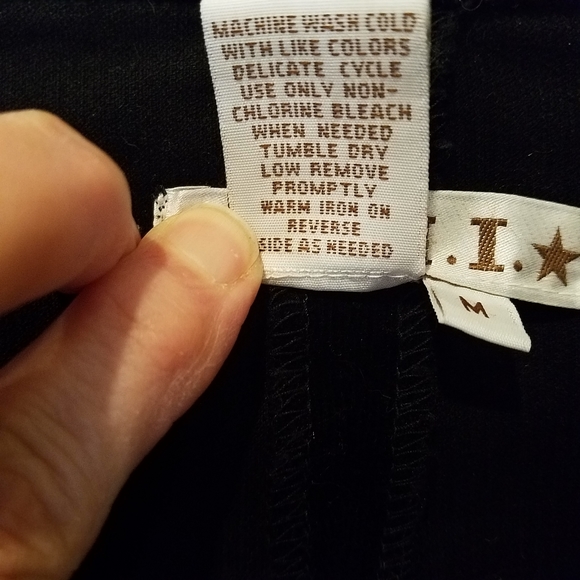 MACHINE WASH COLD
WITH LIKE COLORS
DELICATE CYCLE
USE ONLY NON-
CHLORINE BLEACH
WHEN NEEDED
TUMBLE DRY
LOW REMOVE
PROMPTLY
WARM IRON ON
REVERSE
SIDE AS NEEDED
.I.★
M